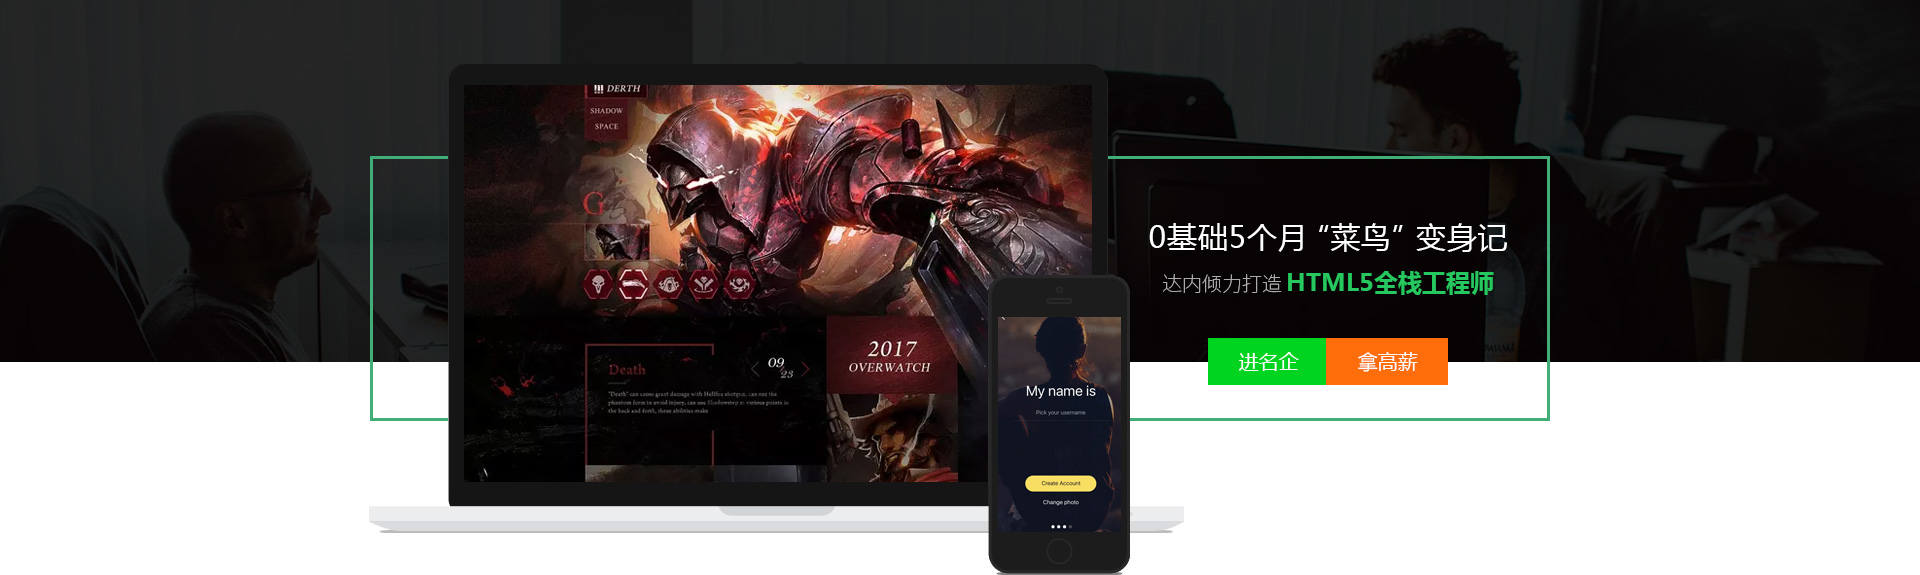 DERTH
SHADOW
SPACE
G
Death
"Death" can cause grant damage with Hellfire shotgun, can use the
phantom form to avoid injury, can use Shadowstep to various points in
the back and forth, these abilities make
09
23
2017
OVERWATCH
My name is
Pick your username
Create Account
Change photo
0基础5个月“菜鸟”变身记
达内倾力打造 HTML5全栈工程师
进名企
拿高薪